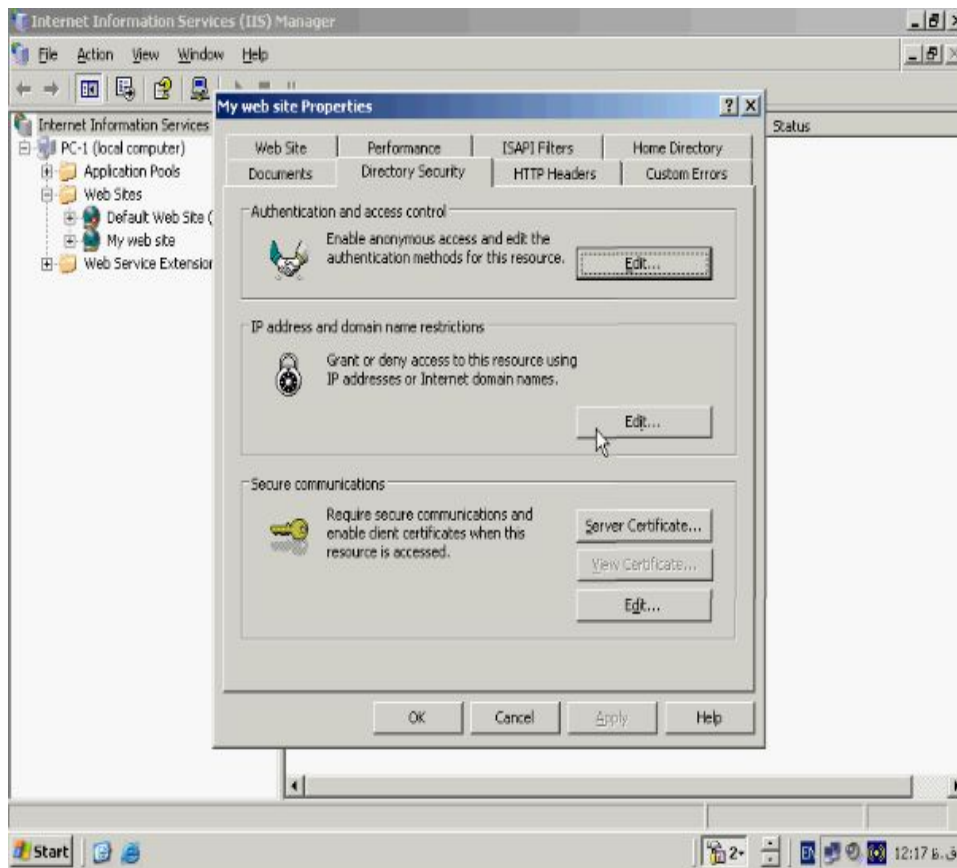 Internet Information Services (IIS) Manager
File Action View Window Help
My web site Properties
Internet Information Services
Status
PC-1 (local computer)
Application Pools
Web Sites
Default Web Site (
My web site
Web Service Extension
Web Site Performance ISAPI Filters Home Directory
Documents Directory Security HTTP Headers Custom Errors
Authentication and access control
Enable anonymous access and edit the
authentication methods for this resource.
Edit...
IP address and domain name restrictions
Grant or deny access to this resource using
IP addresses or Internet domain names.
Edit...
Secure communications
Require secure communications and
enable client certificates when this
resource is accessed.
Server Certificate...
View Certificate...
Edit...
OK Cancel Apply Help
Start
2
EN
12:17